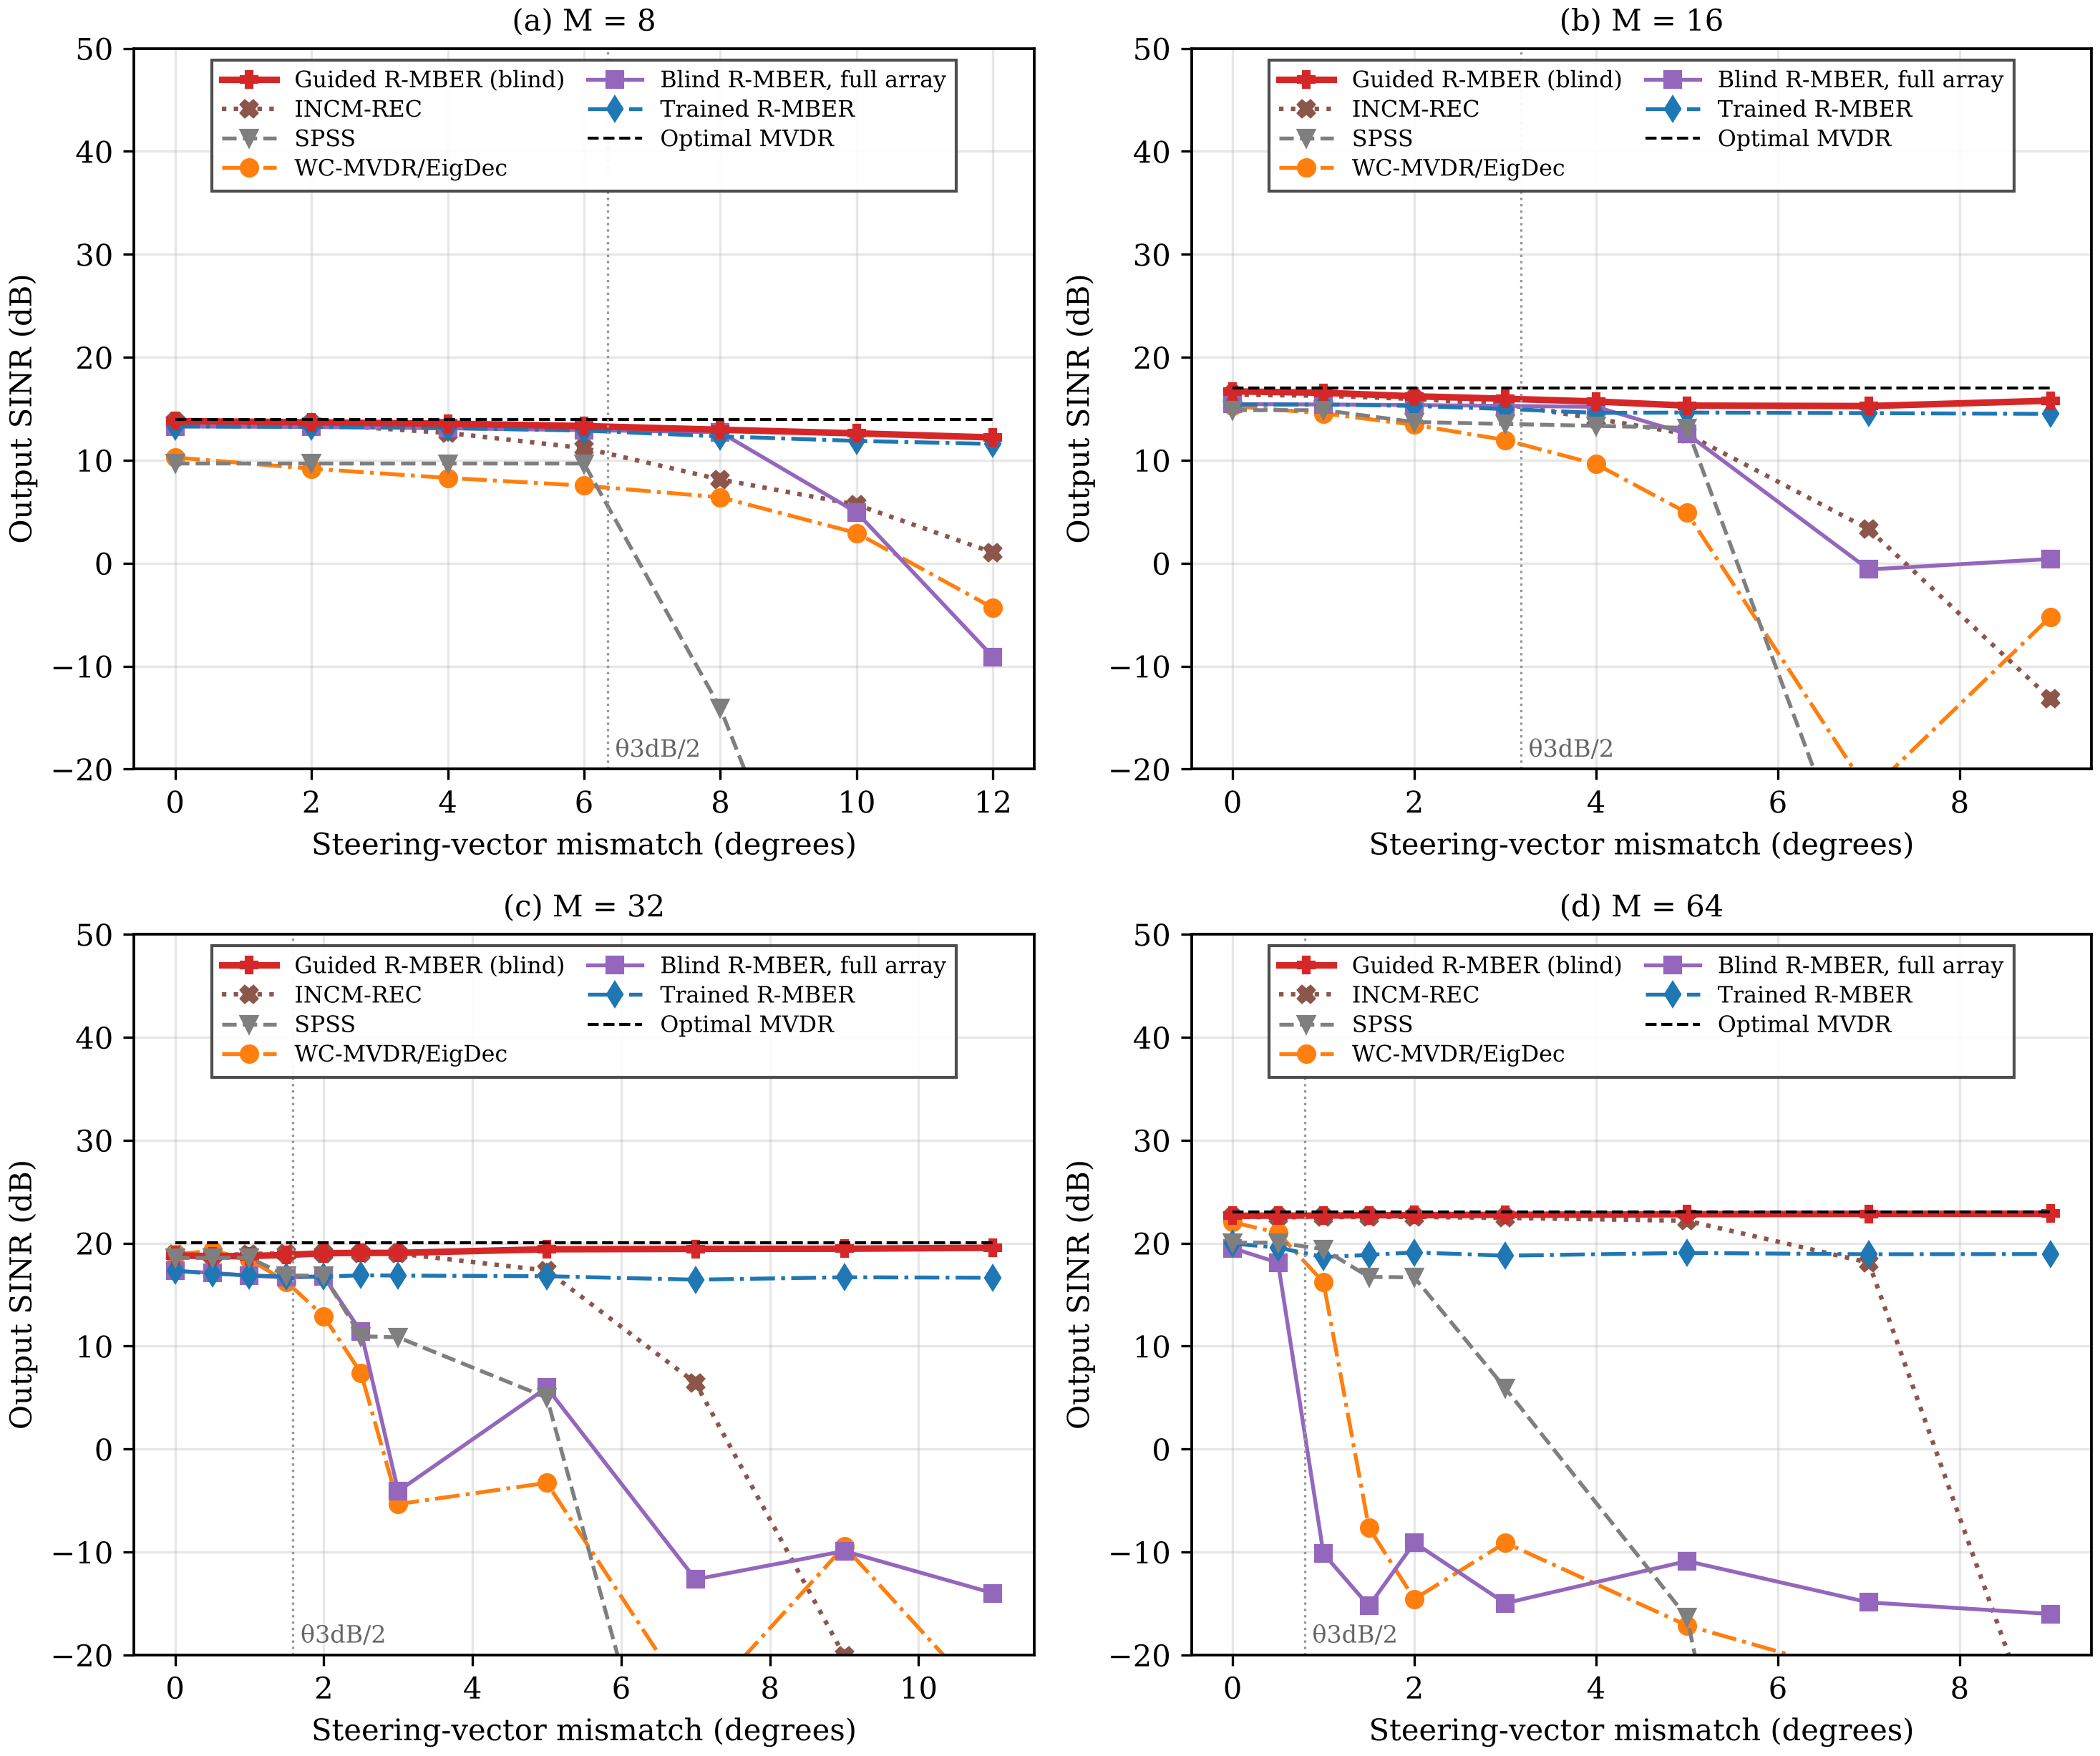 (a) M = 8
Output SINR (dB)
50
40
30
20
10
0
−10
−20
Guided R-MBER (blind)
INCM-REC
SPSS
WC-MVDR/EigDec
Blind R-MBER, full array
Trained R-MBER
Optimal MVDR
θ3dB/2
0 2 4 6 8 10 12
Steering-vector mismatch (degrees)
(b) M = 16
Output SINR (dB)
50
40
30
20
10
0
−10
−20
Guided R-MBER (blind)
INCM-REC
SPSS
WC-MVDR/EigDec
Blind R-MBER, full array
Trained R-MBER
Optimal MVDR
θ3dB/2
0 2 4 6 8
Steering-vector mismatch (degrees)
(c) M = 32
Output SINR (dB)
50
40
30
20
10
0
−10
−20
Guided R-MBER (blind)
INCM-REC
SPSS
WC-MVDR/EigDec
Blind R-MBER, full array
Trained R-MBER
Optimal MVDR
θ3dB/2
0 2 4 6 8 10
Steering-vector mismatch (degrees)
(d) M = 64
Output SINR (dB)
50
40
30
20
10
0
−10
−20
Guided R-MBER (blind)
INCM-REC
SPSS
WC-MVDR/EigDec
Blind R-MBER, full array
Trained R-MBER
Optimal MVDR
θ3dB/2
0 2 4 6 8
Steering-vector mismatch (degrees)